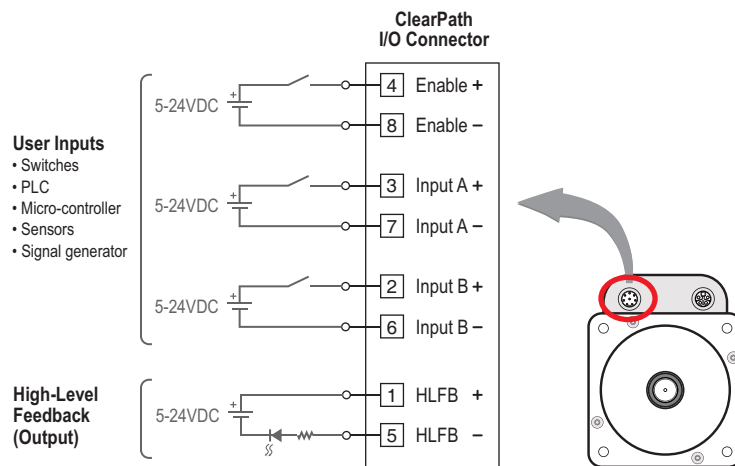 ClearPath
I/O Connector
User Inputs
• Switches
• PLC
• Micro-controller
• Sensors
• Signal generator
5-24VDC
+
4 Enable +
8 Enable –
5-24VDC
+
3 Input A +
7 Input A –
5-24VDC
+
2 Input B +
6 Input B –
High-Level
Feedback
(Output)
5-24VDC
+
1 HLFB +
5 HLFB –